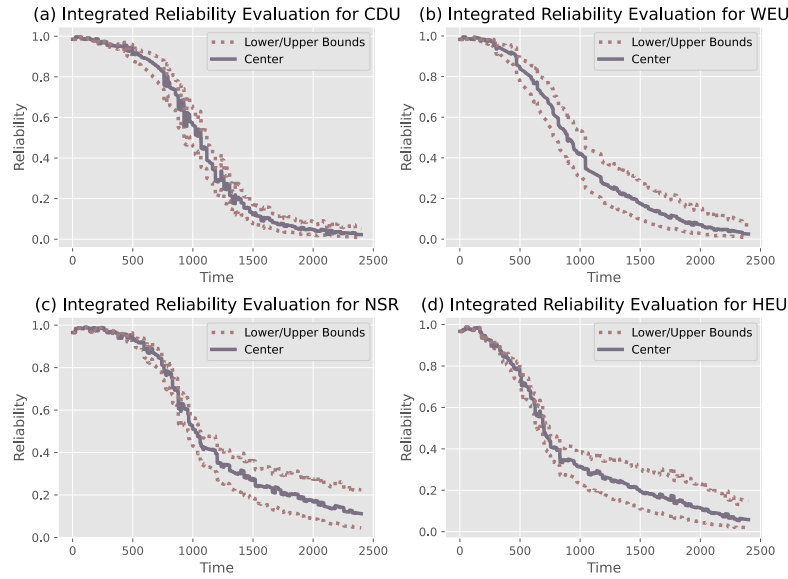 (a) Integrated Reliability Evaluation for CDU
Lower/Upper Bounds
Center
1.0
0.8
0.6
0.4
0.2
0.0
Reliability
0
500
1000
1500
2000
2500
Time
(b) Integrated Reliability Evaluation for WEU
Lower/Upper Bounds
Center
1.0
0.8
0.6
0.4
0.2
0.0
Reliability
0
500
1000
1500
2000
2500
Time
(c) Integrated Reliability Evaluation for NSR
Lower/Upper Bounds
Center
1.0
0.8
0.6
0.4
0.2
0.0
Reliability
0
500
1000
1500
2000
2500
Time
(d) Integrated Reliability Evaluation for HEU
Lower/Upper Bounds
Center
1.0
0.8
0.6
0.4
0.2
0.0
Reliability
0
500
1000
1500
2000
2500
Time